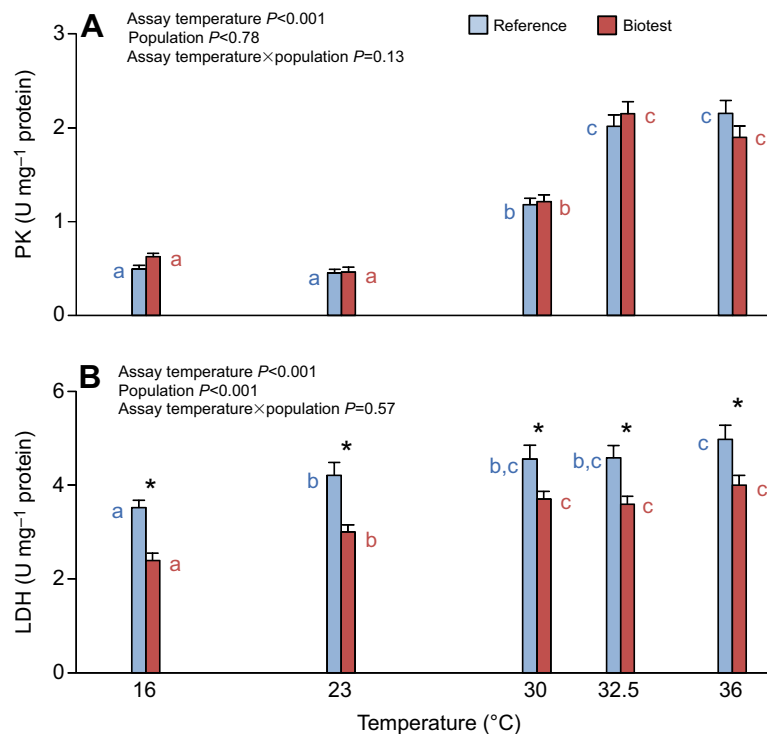 A
Assay temperature P<0.001
Population P<0.78
Assay temperature×population P=0.13
Reference
Biotest
PK (U mg–1 protein)
3
2
1
0
a
a
a
a
b
b
c
c
c
c
B
Assay temperature P<0.001
Population P<0.001
Assay temperature×population P=0.57
LDH (U mg–1 protein)
6
4
2
0
a
*
a
b
*
b
b,c
*
c
b,c
*
c
c
*
c
16
23
30
32.5
36
Temperature (°C)